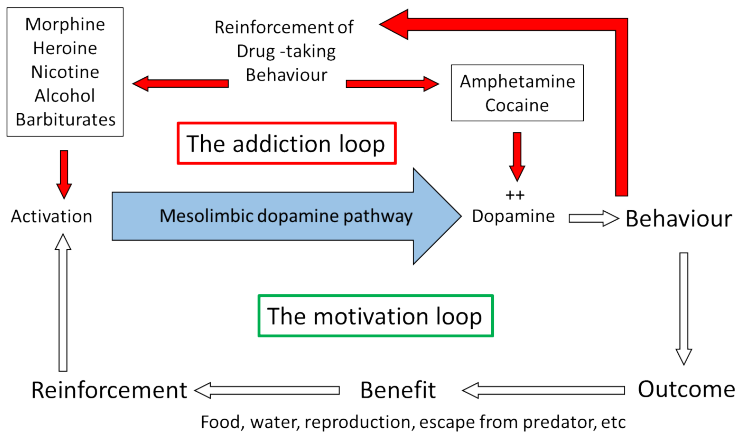 Morphine
Heroine
Nicotine
Alcohol
Barbiturates
Reinforcement of
Drug -taking
Behaviour
Amphetamine
Cocaine
The addiction loop
++
Activation
Mesolimbic dopamine pathway
Dopamine
Behaviour
The motivation loop
Reinforcement
Benefit
Outcome
Food, water, reproduction, escape from predator, etc